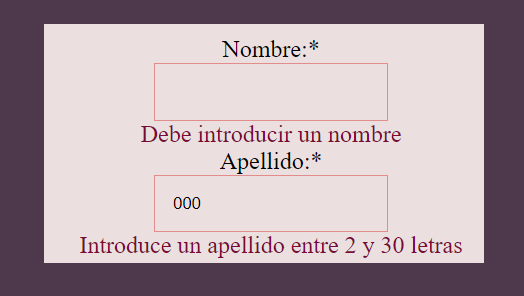 Nombre:*
Debe introducir un nombre
Apellido:*
000
Introduce un apellido entre 2 y 30 letras